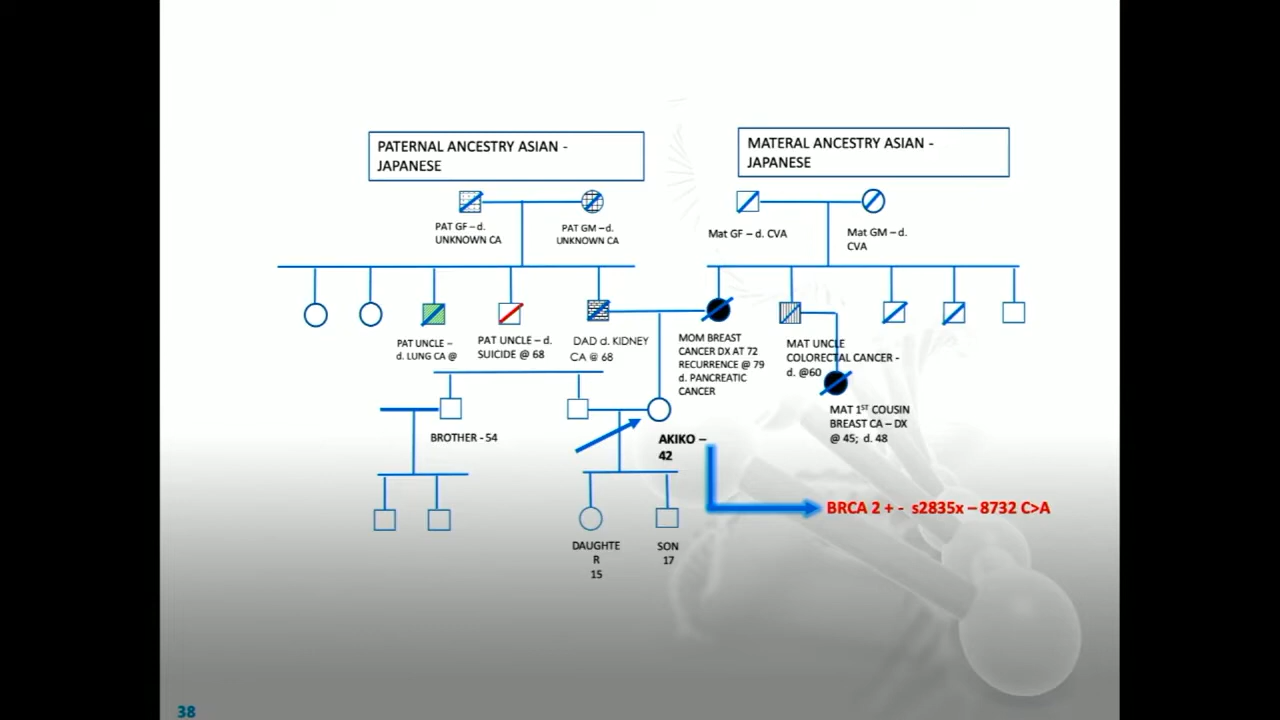 PATERNAL ANCESTRY ASIAN -
JAPANESE
MATERAL ANCESTRY ASIAN -
JAPANESE
PAT GF – d.
UNKNOWN CA
PAT GM – d.
UNKNOWN CA
Mat GF – d. CVA
Mat GM – d.
CVA
PAT UNCLE –
d. LUNG CA @
PAT UNCLE – d.
SUICIDE @ 68
DAD d. KIDNEY
CA @ 68
MOM BREAST
CANCER DX AT 72
RECURRENCE @ 79
d. PANCREATIC
CANCER
MAT UNCLE
COLORECTAL CANCER -
d. @60
MAT 1ST COUSIN
BREAST CA – DX
@ 45; d. 48
BROTHER - 54
AKIKO –
42
BRCA 2 + - s2835x – 8732 C>A
DAUGHTE
R
15
SON
17
38